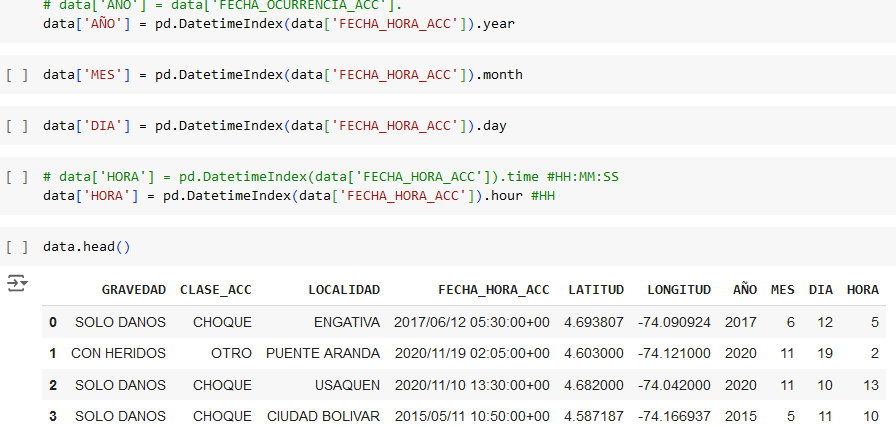 # data['AÑO'] = data['FECHA_OCURRENCIA_ACC'].
data['AÑO'] = pd.DatetimeIndex(data['FECHA_HORA_ACC']).year
[ ] data['MES'] = pd.DatetimeIndex(data['FECHA_HORA_ACC']).month
[ ] data['DIA'] = pd.DatetimeIndex(data['FECHA_HORA_ACC']).day
[ ] # data['HORA'] = pd.DatetimeIndex(data['FECHA_HORA_ACC']).time #HH:MM:SS
data['HORA'] = pd.DatetimeIndex(data['FECHA_HORA_ACC']).hour #HH
[ ] data.head()
GRAVEDAD CLASE_ACC LOCALIDAD FECHA_HORA_ACC LATITUD LONGITUD AÑO MES DIA HORA
0 SOLO DANOS CHOQUE ENGATIVA 2017/06/12 05:30:00+00 4.693807 -74.090924 2017 6 12 5
1 CON HERIDOS OTRO PUENTE ARANDA 2020/11/19 02:05:00+00 4.603000 -74.121000 2020 11 19 2
2 SOLO DANOS CHOQUE USAQUEN 2020/11/10 13:30:00+00 4.682000 -74.042000 2020 11 10 13
3 SOLO DANOS CHOQUE CIUDAD BOLIVAR 2015/05/11 10:50:00+00 4.587187 -74.166937 2015 5 11 10